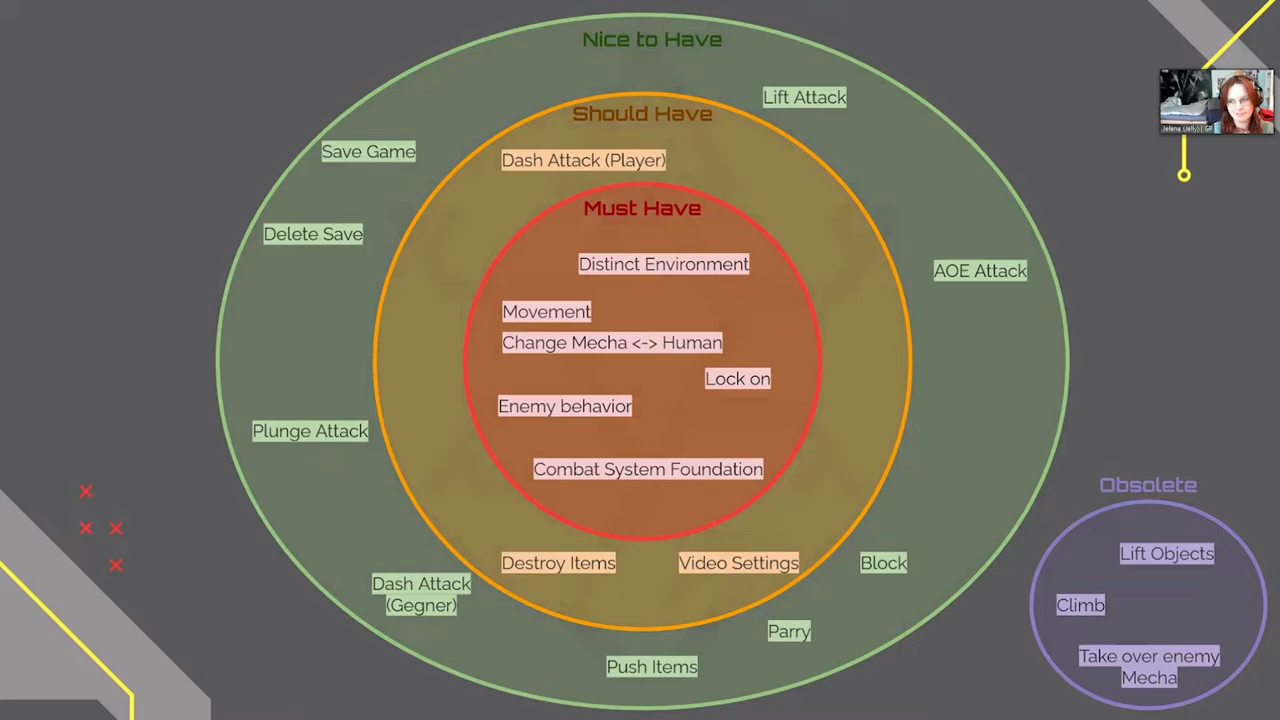 Nice to Have
Lift Attack
Should Have
Save Game
Dash Attack (Player)
Must Have
Delete Save
Distinct Environment
AOE Attack
Movement
Change Mecha <-> Human
Lock on
Enemy behavior
Plunge Attack
Combat System Foundation
Destroy Items
Video Settings
Block
Dash Attack
(Gegner)
Parry
Push Items
Obsolete
Lift Objects
Climb
Take over enemy
Mecha